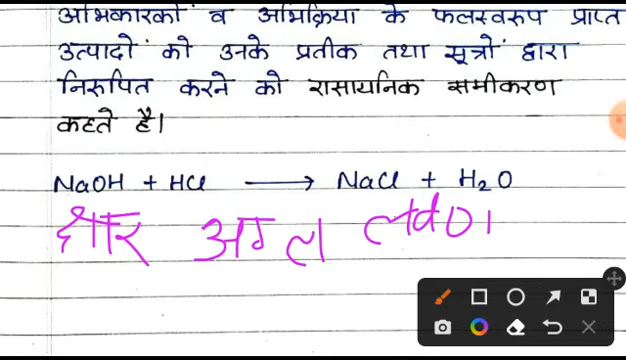 अभिकारकों व अभिक्रिया के फलस्वरूप प्राप्त
उत्पादों को उनके प्रतीक तथा सूत्रों द्वारा
निरुपित करने को रासायनिक समीकरण
कहते है।
NaOH + HCl ⟶ NaCl + H₂O
क्षार अम्ल लवण